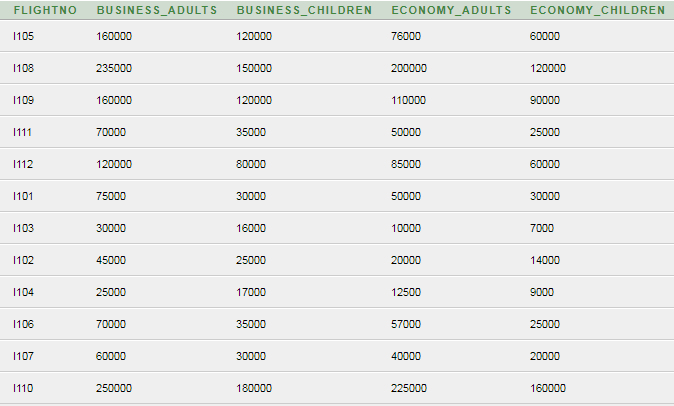 FLIGHTNO BUSINESS_ADULTS BUSINESS_CHILDREN ECONOMY_ADULTS ECONOMY_CHILDREN
I105 160000 120000 76000 60000
I108 235000 150000 200000 120000
I109 160000 120000 110000 90000
I111 70000 35000 50000 25000
I112 120000 80000 85000 60000
I101 75000 30000 50000 30000
I103 30000 16000 10000 7000
I102 45000 25000 20000 14000
I104 25000 17000 12500 9000
I106 70000 35000 57000 25000
I107 60000 30000 40000 20000
I110 250000 180000 225000 160000